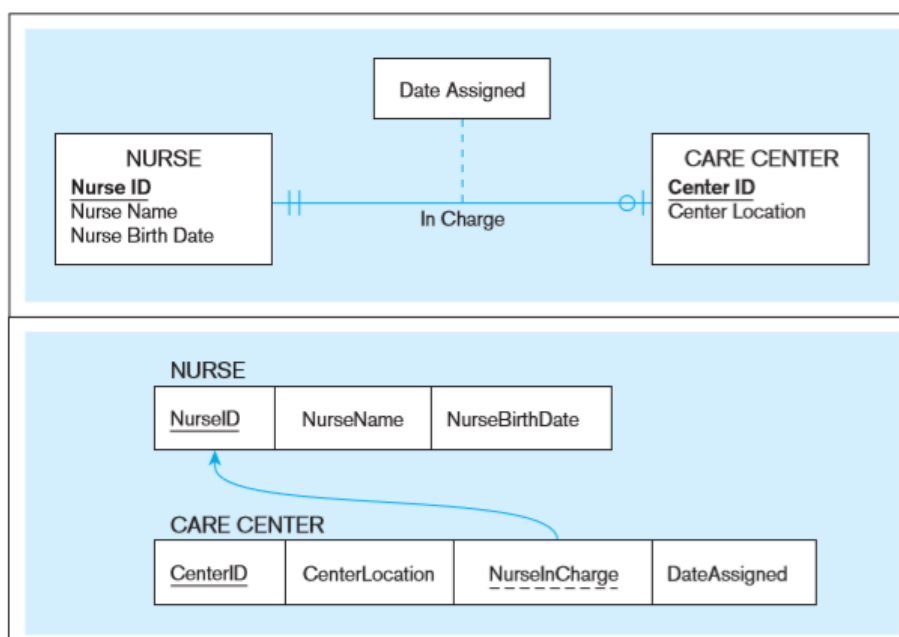 Date Assigned
NURSE
Nurse ID
Nurse Name
Nurse Birth Date
In Charge
CARE CENTER
Center ID
Center Location
NURSE
NurseID NurseName NurseBirthDate
CARE CENTER
CenterID CenterLocation NurseInCharge DateAssigned